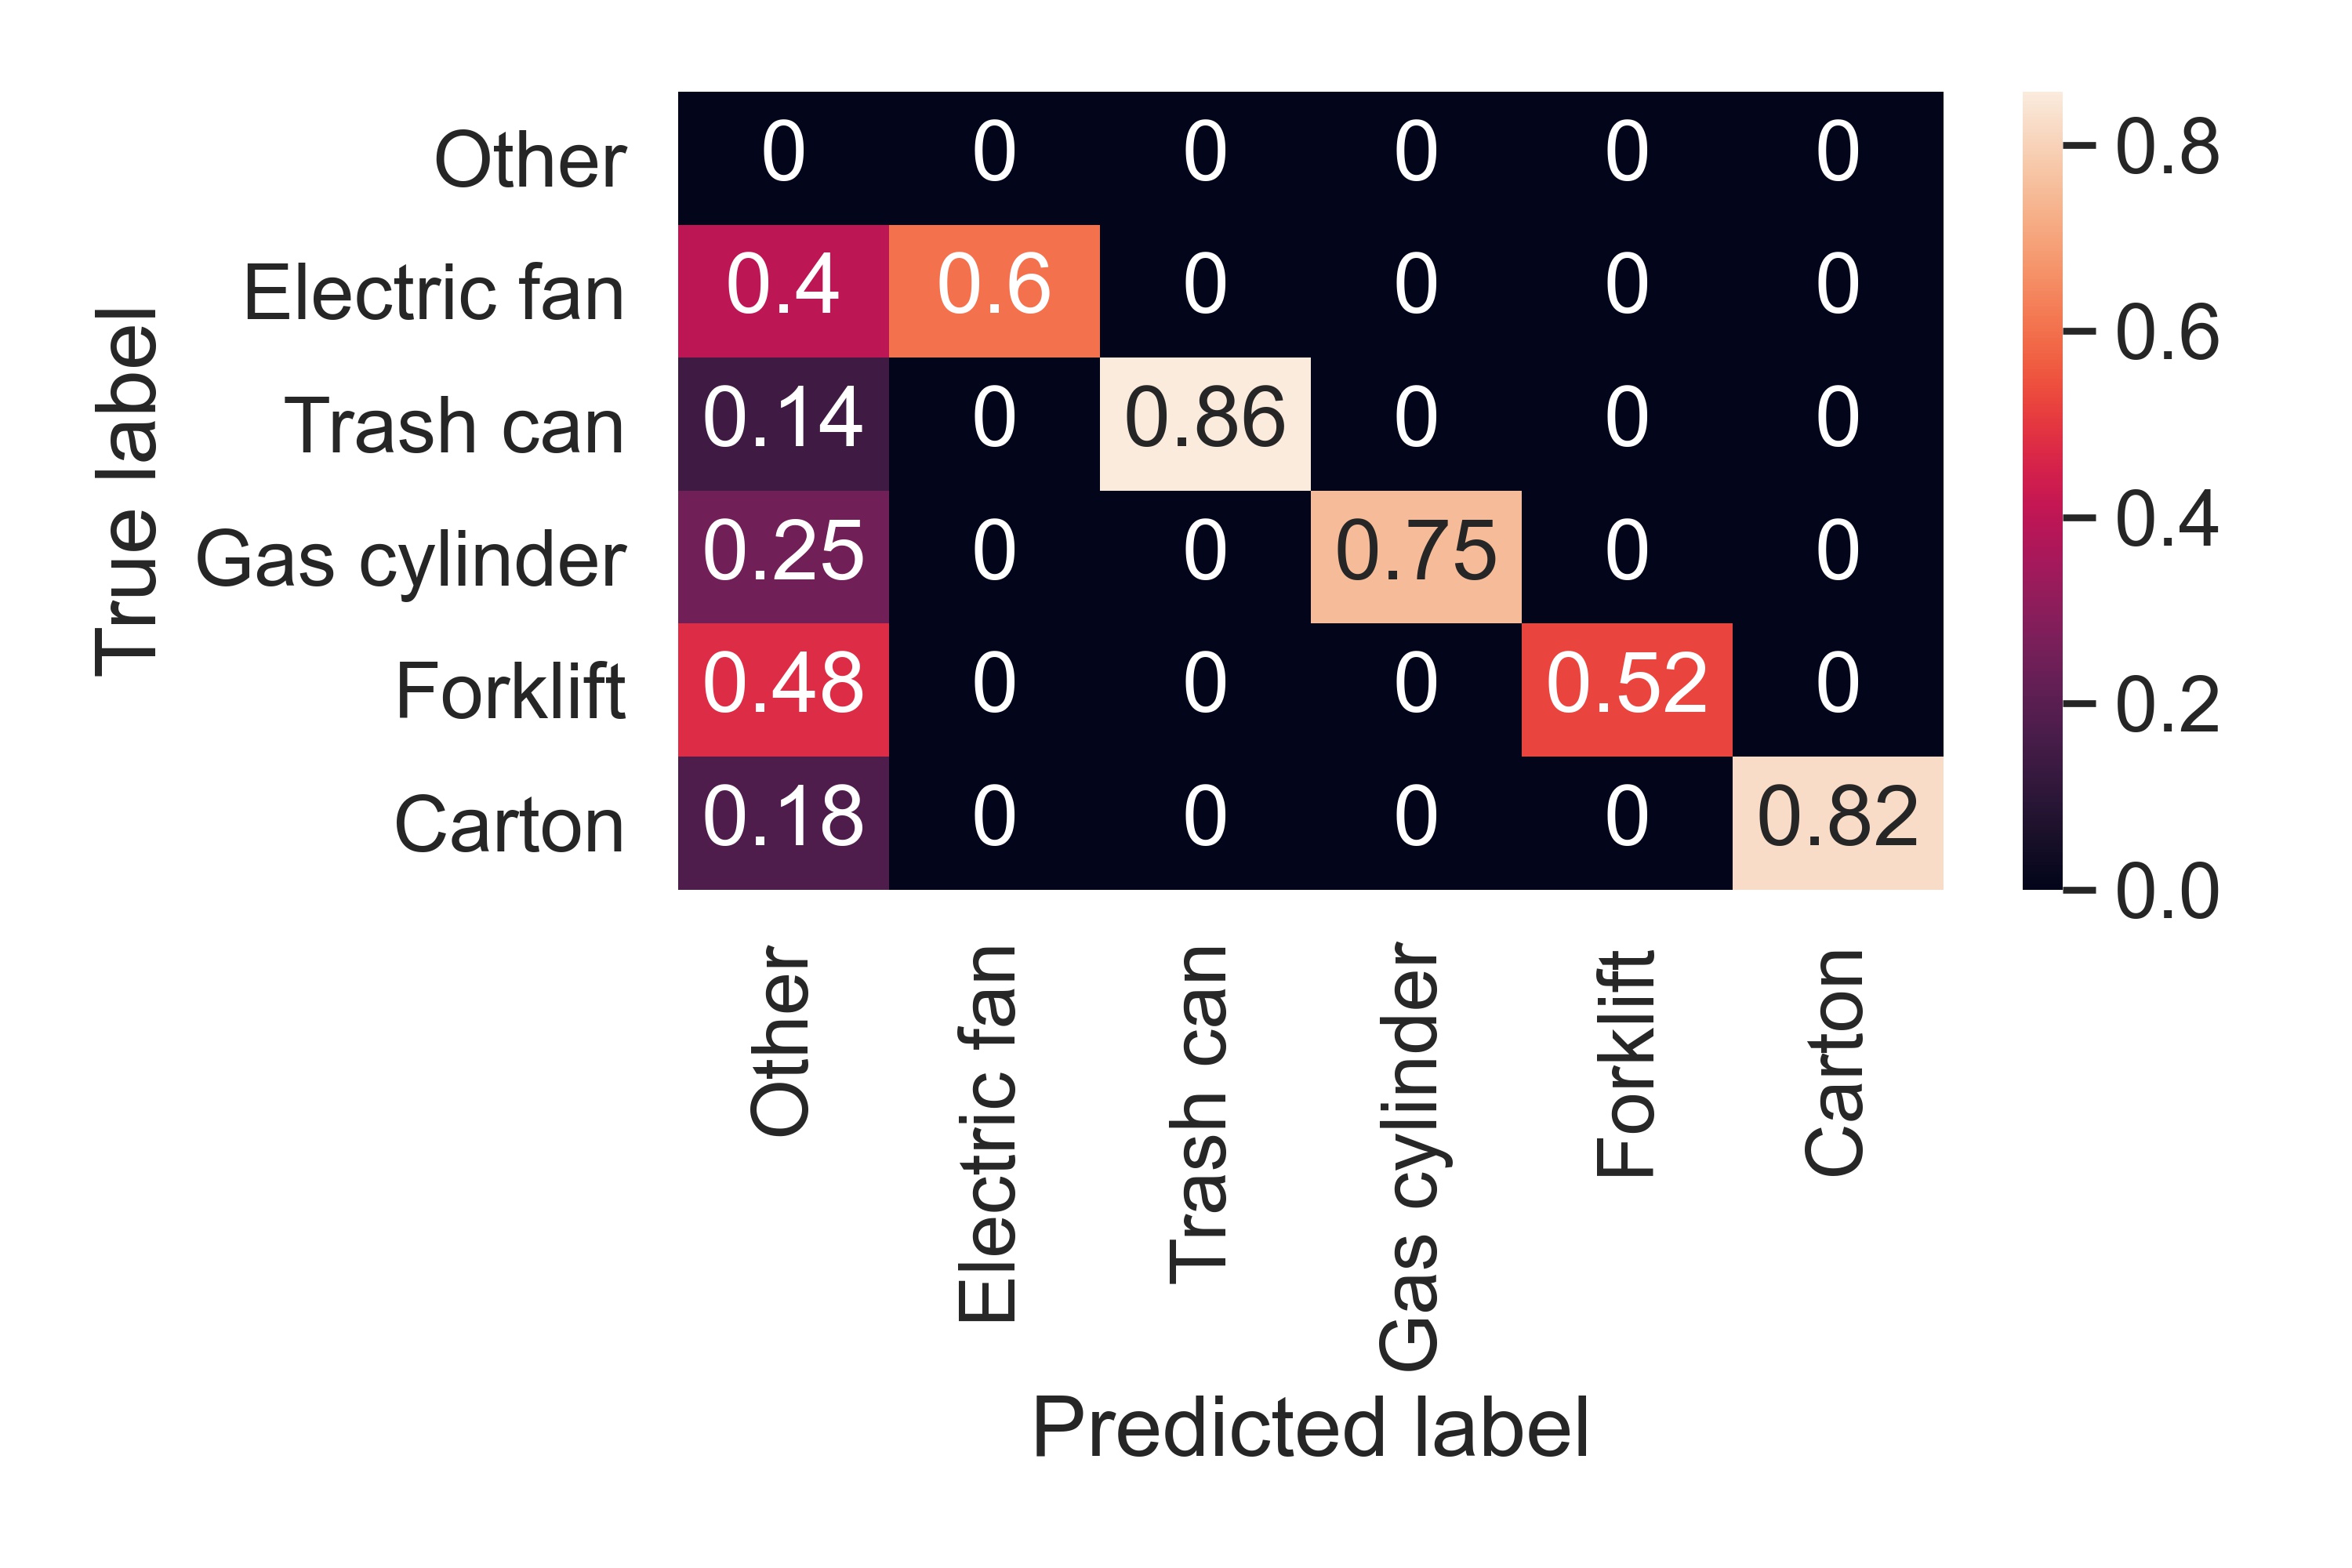 Other 0 0 0 0 0 0
Electric fan 0.4 0.6 0 0 0 0
Trash can 0.14 0 0.86 0 0 0
Gas cylinder 0.25 0 0 0.75 0 0
Forklift 0.48 0 0 0 0.52 0
Carton 0.18 0 0 0 0 0.82
True label
Other
Electric fan
Trash can
Gas cylinder
Forklift
Carton
Predicted label
0.8
0.6
0.4
0.2
0.0